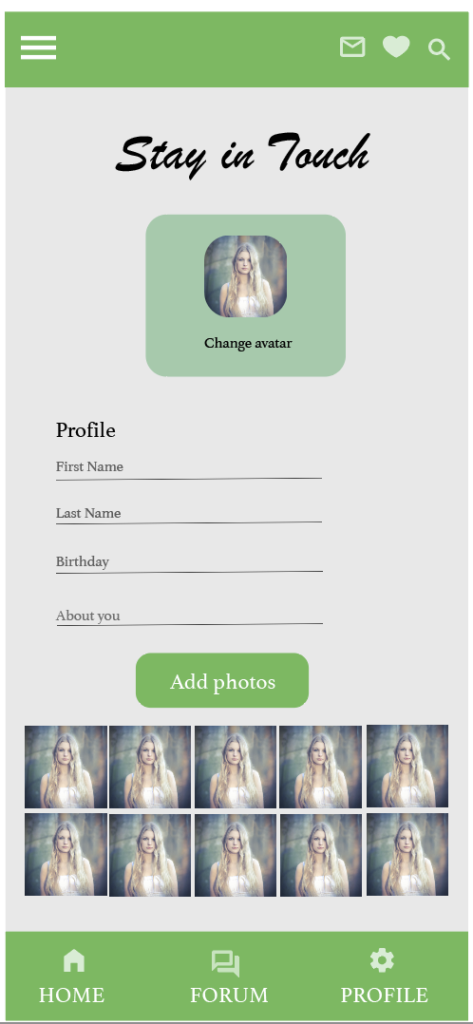 Stay in Touch
Change avatar
Profile
First Name
Last Name
Birthday
About you
Add photos
HOME
FORUM
PROFILE